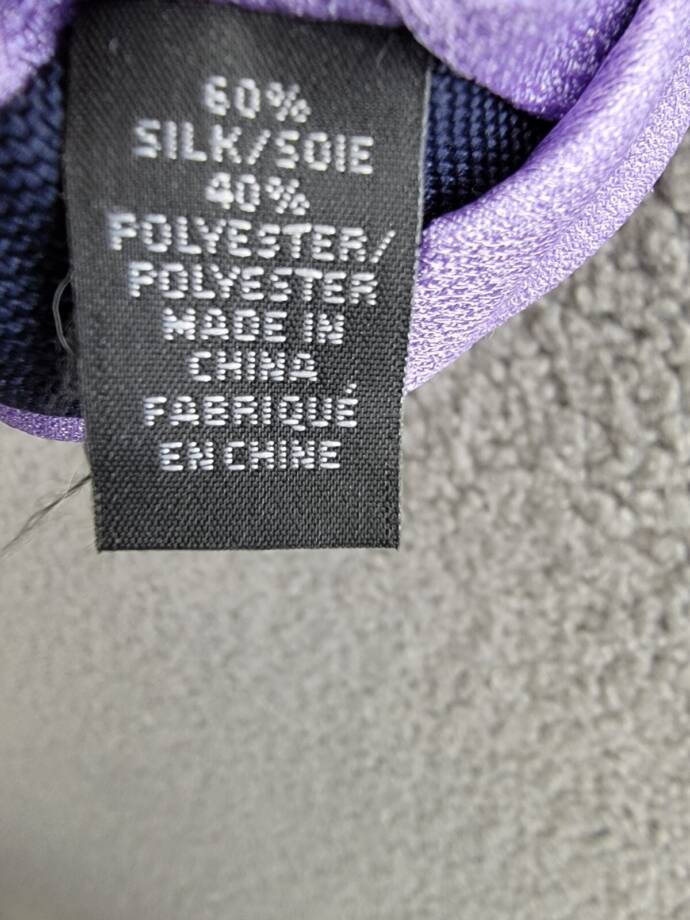 60%
SILK/SOIE
40%
POLYESTER/
POLYESTER
MADE IN
CHINA
FABRIQUÉ
EN CHINE